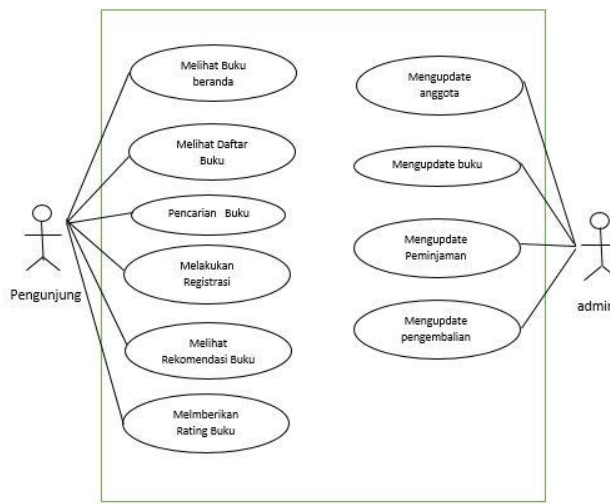 Melihat Buku
beranda
Melihat Daftar
Buku
Pencarian Buku
Melakukan
Registrasi
Melihat
Rekomendasi Buku
Melmberikan
Rating Buku
Pengunjung
Mengupdate
anggota
Mengupdate buku
Mengupdate
Peminjaman
Mengupdate
pengembalian
admin